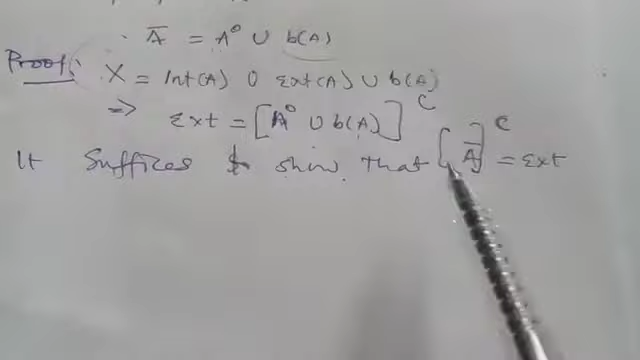 Ā = A° ∪ b(A)
Proof: X = Int(A) ∪ Ext(A) ∪ b(A)
⇒ Ext = [A° ∪ b(A)]ᶜ
It suffices to show that [Ā]ᶜ = Ext